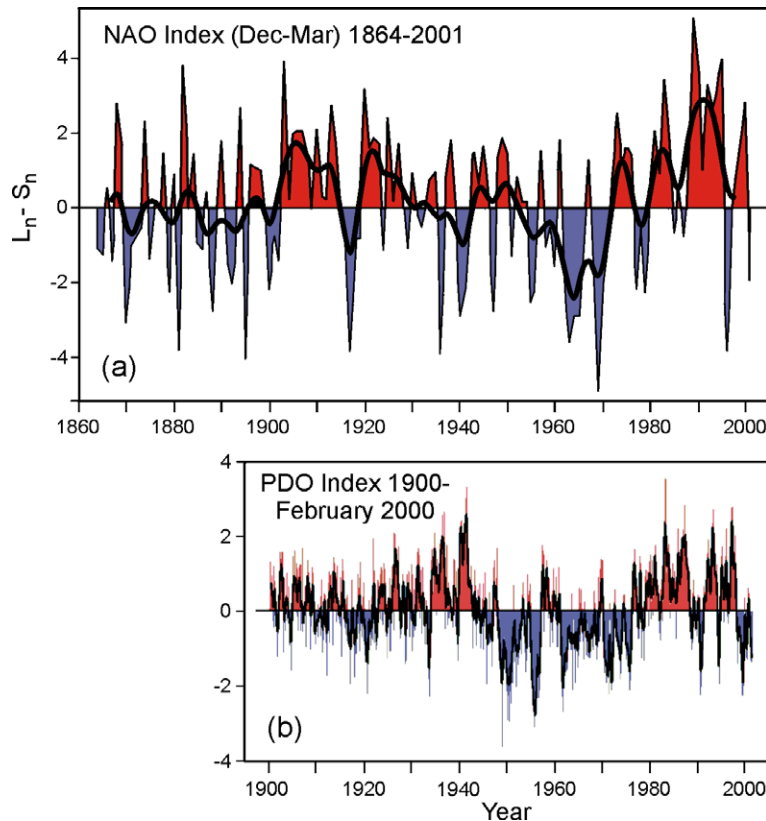 NAO Index (Dec-Mar) 1864-2001
4
2
0
-2
-4
Lₙ- Sₙ
(a)
1860 1880 1900 1920 1940 1960 1980 2000
PDO Index 1900-
February 2000
4
2
0
-2
-4
(b)
1900 1920 1940 1960 1980 2000
Year